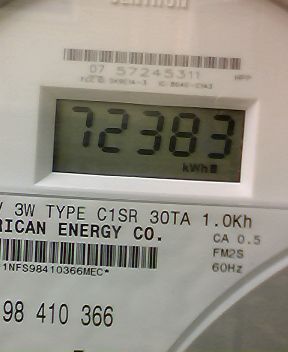 07 57245311
HPP
72383
kWh
V 3W TYPE C1SR 30TA 1.0Kh
RICAN ENERGY CO.
CA 0.5
FM2S
60Hz
1NFS98410366MEC*
98 410 366